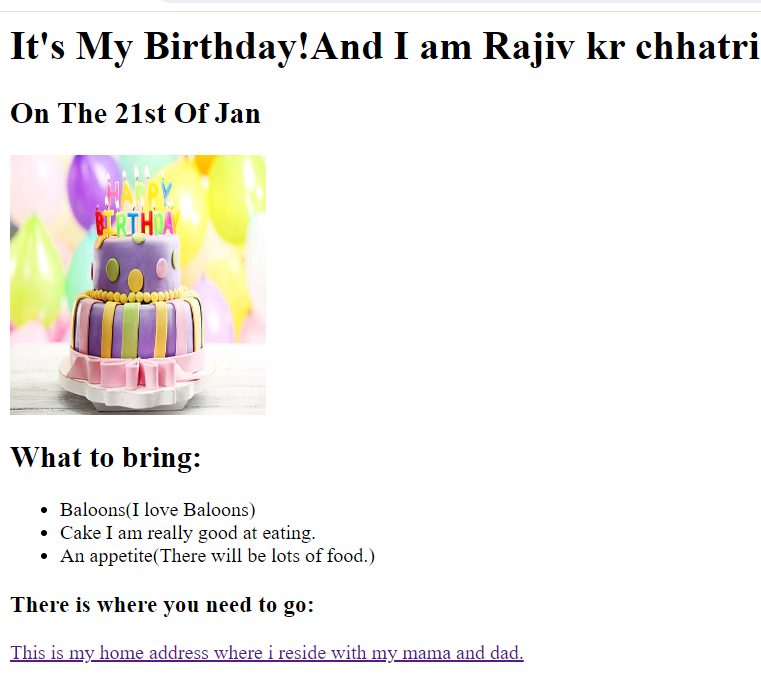 It's My Birthday!And I am Rajiv kr chhatri
On The 21st Of Jan
HAPPY
BIRTHDAY
What to bring:
Baloons(I love Baloons)
Cake I am really good at eating.
An appetite(There will be lots of food.)
There is where you need to go:
This is my home address where i reside with my mama and dad.